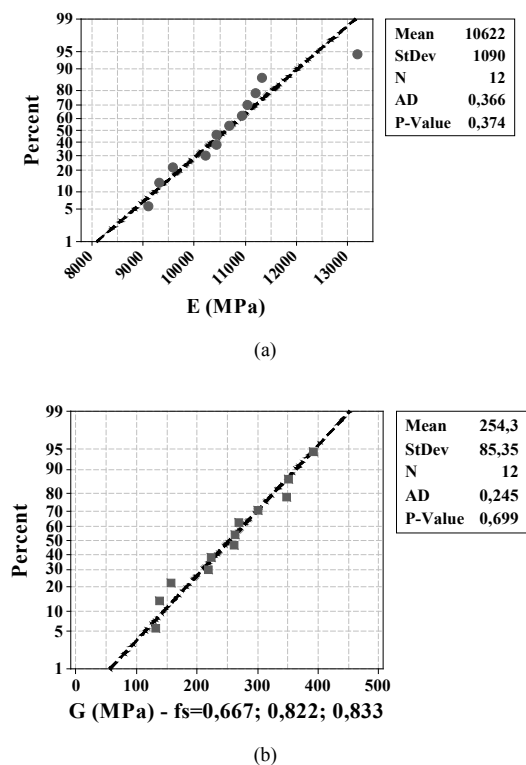 99
95
90
80
70
60
50
40
30
20
10
5
1
Percent
8000 9000 10000 11000 12000 13000
E (MPa)
Mean 10622
StDev 1090
N 12
AD 0,366
P-Value 0,374
(a)
99
95
90
80
70
60
50
40
30
20
10
5
1
Percent
0 100 200 300 400 500
G (MPa) - fs=0,667; 0,822; 0,833
Mean 254,3
StDev 85,35
N 12
AD 0,245
P-Value 0,699
(b)